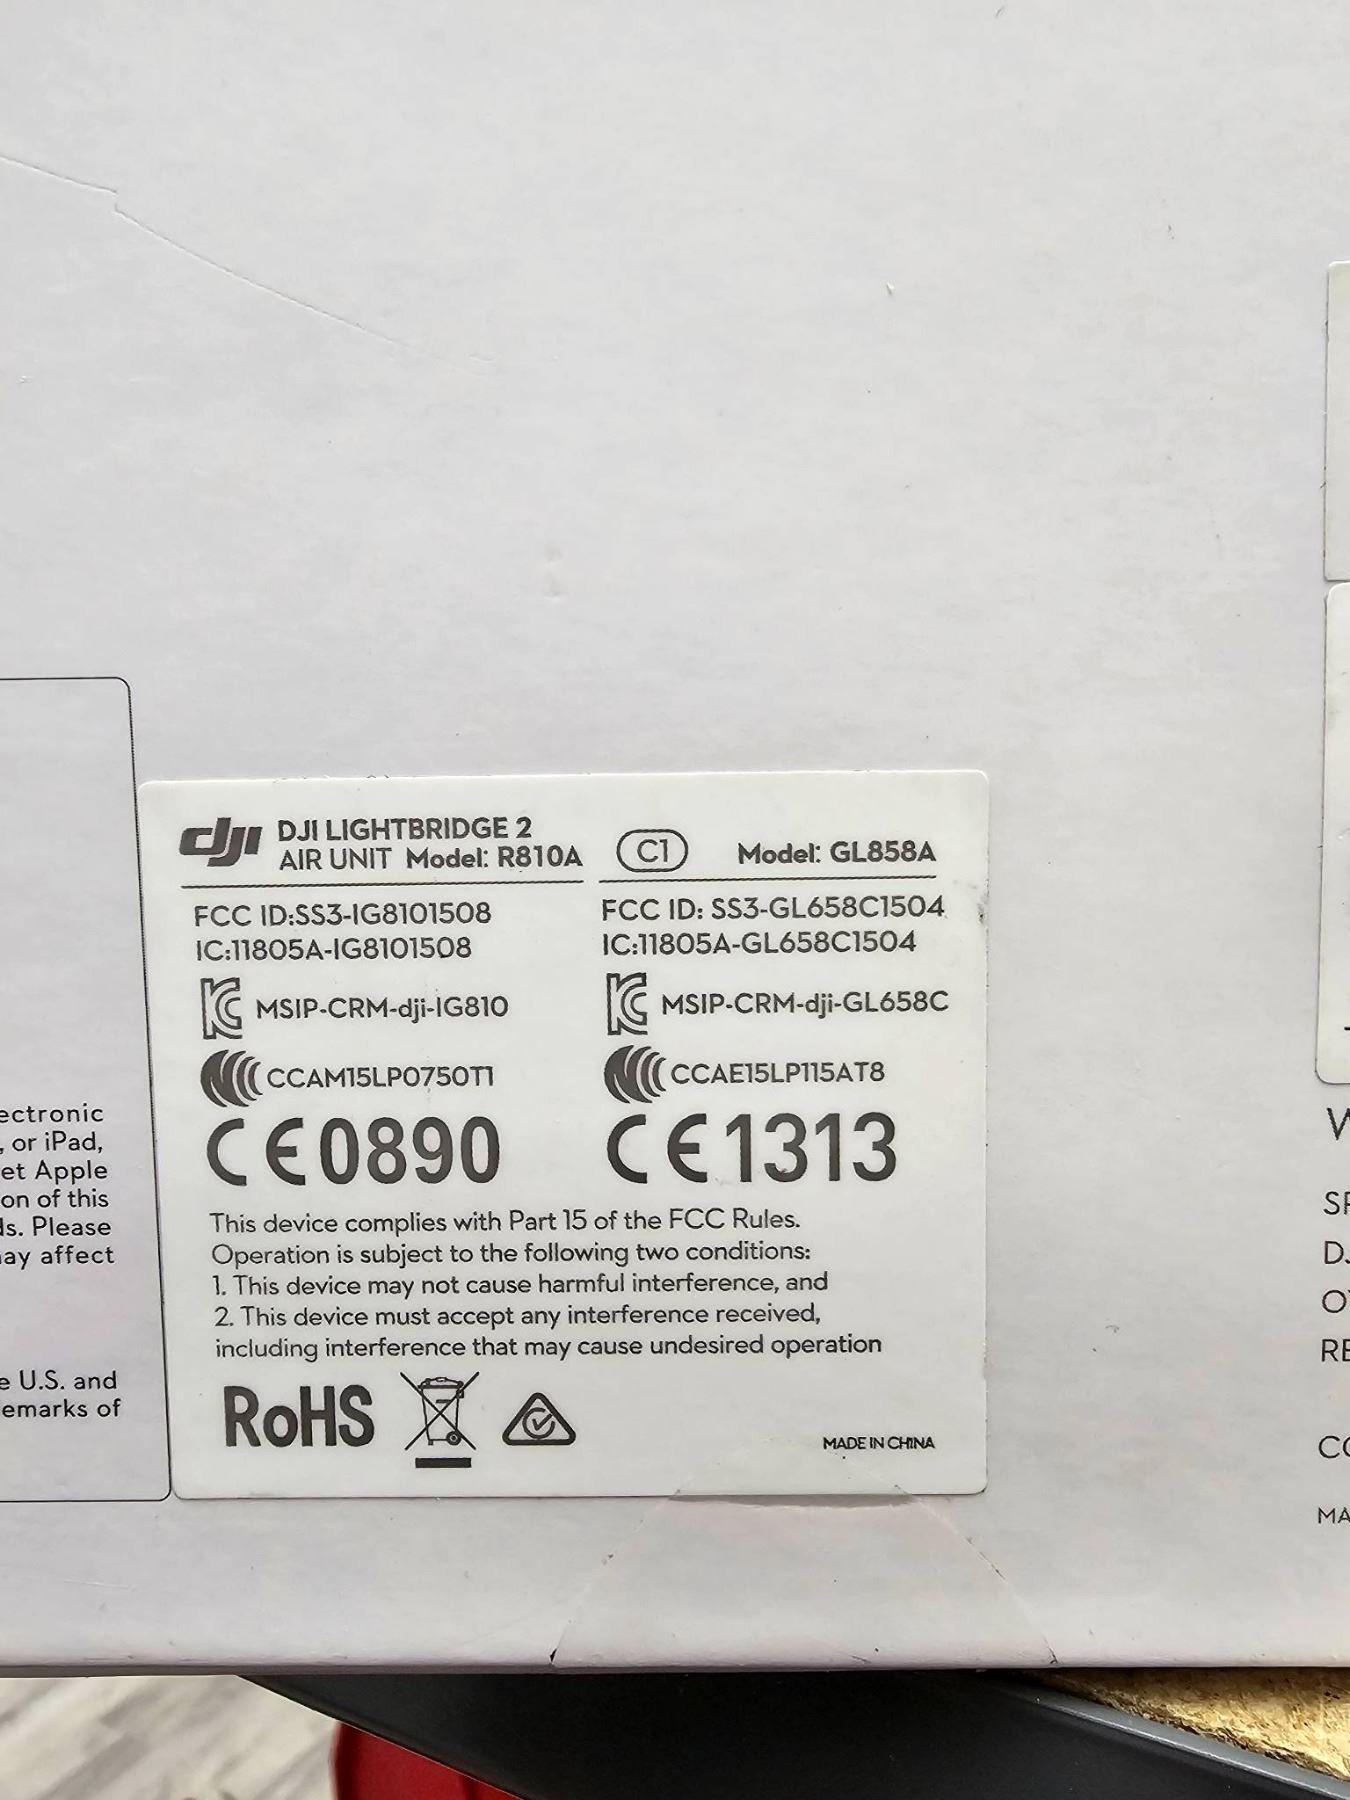 dji DJI LIGHTBRIDGE 2
AIR UNIT Model: R810A
FCC ID:SS3-IG8101508
IC:11805A-IG8101508
MSIP-CRM-dji-IG810
CCAM15LP0750T1
CE0890
C1 Model: GL858A
FCC ID: SS3-GL658C1504
IC:11805A-GL658C1504
MSIP-CRM-dji-GL658C
CCAE15LP115AT8
CE1313
This device complies with Part 15 of the FCC Rules.
Operation is subject to the following two conditions:
1. This device may not cause harmful interference, and
2. This device must accept any interference received,
including interference that may cause undesired operation
RoHS
MADE IN CHINA
, or iPad,
et Apple
on of this
Please
affect
U.S. and
of